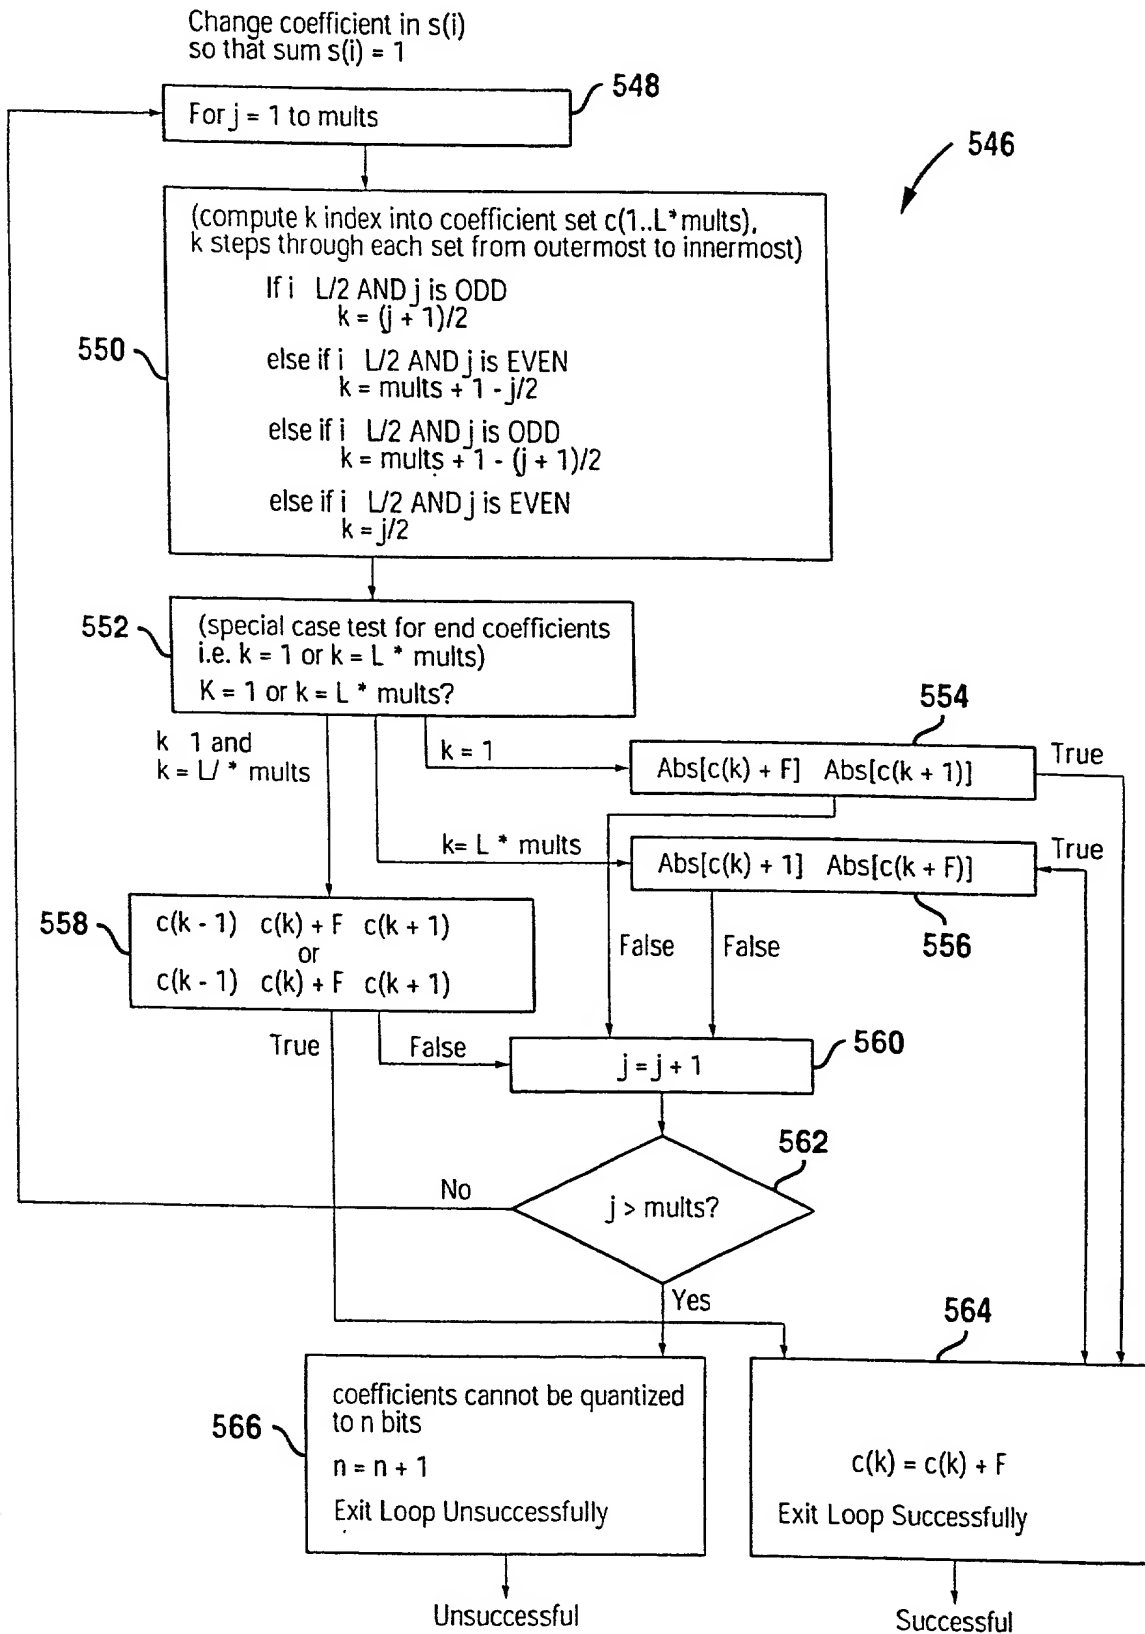 Change coefficient in s(i)
so that sum s(i) = 1
548
For j = 1 to mults
546
(compute k index into coefficient set c(1..L*mults),
k steps through each set from outermost to innermost)
If i L/2 AND j is ODD
k = (j + 1)/2
550
else if i L/2 AND j is EVEN
k = mults + 1 - j/2
else if i L/2 AND j is ODD
k = mults + 1 - (j + 1)/2
else if i L/2 AND j is EVEN
k = j/2
552
(special case test for end coefficients
i.e. k = 1 or k = L * mults)
K = 1 or k = L * mults?
554
k 1 and
k = L/ * mults
k = 1
Abs[c(k) + F] Abs[c(k + 1)]
True
k= L * mults
Abs[c(k) + 1] Abs[c(k + F)]
True
558
c(k - 1) c(k) + F c(k + 1)
or
c(k - 1) c(k) + F c(k + 1)
False
False
556
True
False
j = j + 1
560
562
No
j > mults?
Yes
564
566
coefficients cannot be quantized
to n bits
n = n + 1
Exit Loop Unsuccessfully
c(k) = c(k) + F
Exit Loop Successfully
Unsuccessful
Successful